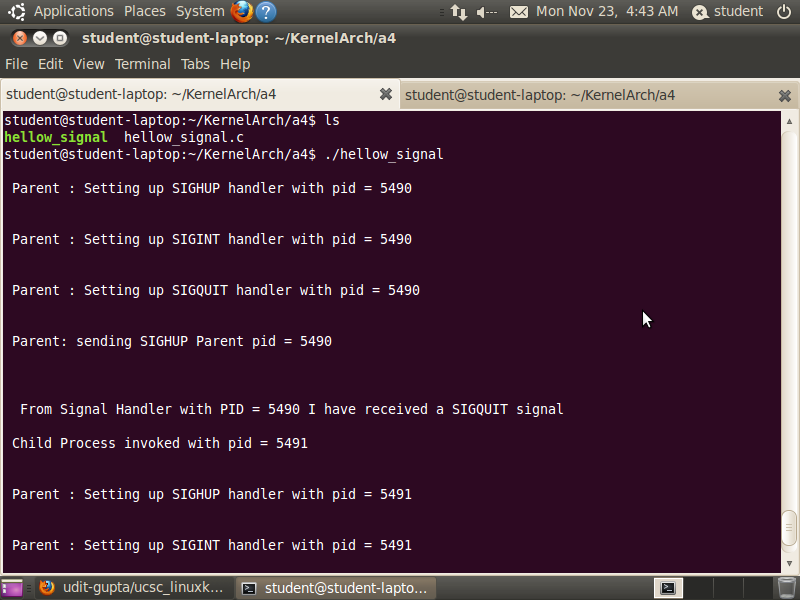 Applications Places System Mon Nov 23, 4:43 AM student
student@student-laptop: ~/KernelArch/a4
File Edit View Terminal Tabs Help
student@student-laptop: ~/KernelArch/a4 student@student-laptop: ~/KernelArch/a4
student@student-laptop:~/KernelArch/a4$ ls
hellow_signal hellow_signal.c
student@student-laptop:~/KernelArch/a4$ ./hellow_signal
Parent : Setting up SIGHUP handler with pid = 5490
Parent : Setting up SIGINT handler with pid = 5490
Parent : Setting up SIGQUIT handler with pid = 5490
Parent: sending SIGHUP Parent pid = 5490
From Signal Handler with PID = 5490 I have received a SIGQUIT signal
Child Process invoked with pid = 5491
Parent : Setting up SIGHUP handler with pid = 5491
Parent : Setting up SIGINT handler with pid = 5491
udit-gupta/ucsc_linuxk... student@student-lapto...